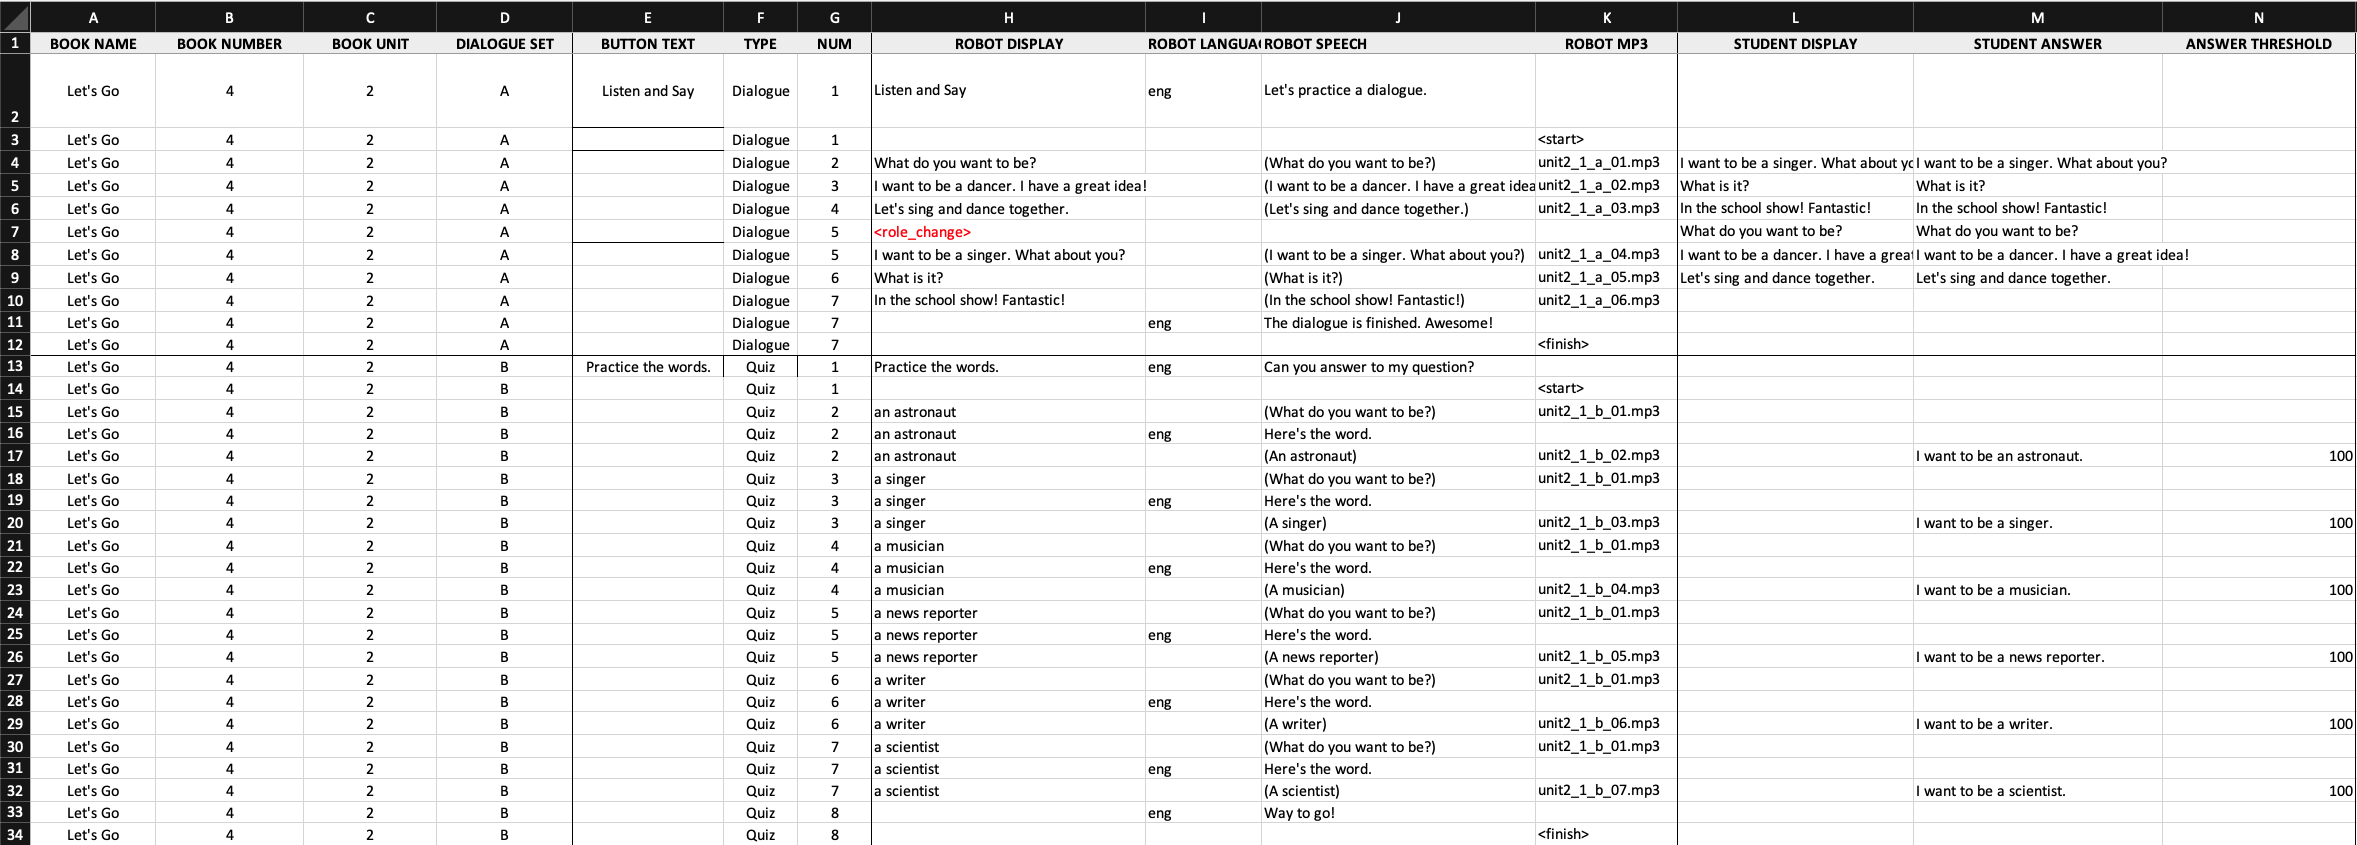 A B C D E F G H I J K L M N
1 BOOK NAME BOOK NUMBER BOOK UNIT DIALOGUE SET BUTTON TEXT TYPE NUM ROBOT DISPLAY ROBOT LANGUA ROBOT SPEECH ROBOT MP3 STUDENT DISPLAY STUDENT ANSWER ANSWER THRESHOLD
2 Let's Go 4 2 A Listen and Say Dialogue 1 Listen and Say eng Let's practice a dialogue.
3 Let's Go 4 2 A Dialogue 1 <start>
4 Let's Go 4 2 A Dialogue 2 What do you want to be? (What do you want to be?) unit2_1_a_01.mp3 I want to be a singer. What about yo I want to be a singer. What about you?
5 Let's Go 4 2 A Dialogue 3 I want to be a dancer. I have a great idea! (I want to be a dancer. I have a great idea unit2_1_a_02.mp3 What is it? What is it?
6 Let's Go 4 2 A Dialogue 4 Let's sing and dance together. (Let's sing and dance together.) unit2_1_a_03.mp3 In the school show! Fantastic! In the school show! Fantastic!
7 Let's Go 4 2 A Dialogue 5 <role_change> What do you want to be? What do you want to be?
8 Let's Go 4 2 A Dialogue 5 I want to be a singer. What about you? (I want to be a singer. What about you?) unit2_1_a_04.mp3 I want to be a dancer. I have a great I want to be a dancer. I have a great idea!
9 Let's Go 4 2 A Dialogue 6 What is it? (What is it?) unit2_1_a_05.mp3 Let's sing and dance together. Let's sing and dance together.
10 Let's Go 4 2 A Dialogue 7 In the school show! Fantastic! (In the school show! Fantastic!) unit2_1_a_06.mp3
11 Let's Go 4 2 A Dialogue 7 eng The dialogue is finished. Awesome!
12 Let's Go 4 2 A Dialogue 7 <finish>
13 Let's Go 4 2 B Practice the words. Quiz 1 Practice the words. eng Can you answer to my question?
14 Let's Go 4 2 B Quiz 1 <start>
15 Let's Go 4 2 B Quiz 2 an astronaut (What do you want to be?) unit2_1_b_01.mp3
16 Let's Go 4 2 B Quiz 2 an astronaut eng Here's the word.
17 Let's Go 4 2 B Quiz 2 an astronaut (An astronaut) unit2_1_b_02.mp3 I want to be an astronaut. 100
18 Let's Go 4 2 B Quiz 3 a singer (What do you want to be?) unit2_1_b_01.mp3
19 Let's Go 4 2 B Quiz 3 a singer eng Here's the word.
20 Let's Go 4 2 B Quiz 3 a singer (A singer) unit2_1_b_03.mp3 I want to be a singer. 100
21 Let's Go 4 2 B Quiz 4 a musician (What do you want to be?) unit2_1_b_01.mp3
22 Let's Go 4 2 B Quiz 4 a musician eng Here's the word.
23 Let's Go 4 2 B Quiz 4 a musician (A musician) unit2_1_b_04.mp3 I want to be a musician. 100
24 Let's Go 4 2 B Quiz 5 a news reporter (What do you want to be?) unit2_1_b_01.mp3
25 Let's Go 4 2 B Quiz 5 a news reporter eng Here's the word.
26 Let's Go 4 2 B Quiz 5 a news reporter (A news reporter) unit2_1_b_05.mp3 I want to be a news reporter. 100
27 Let's Go 4 2 B Quiz 6 a writer (What do you want to be?) unit2_1_b_01.mp3
28 Let's Go 4 2 B Quiz 6 a writer eng Here's the word.
29 Let's Go 4 2 B Quiz 6 a writer (A writer) unit2_1_b_06.mp3 I want to be a writer. 100
30 Let's Go 4 2 B Quiz 7 a scientist (What do you want to be?) unit2_1_b_01.mp3
31 Let's Go 4 2 B Quiz 7 a scientist eng Here's the word.
32 Let's Go 4 2 B Quiz 7 a scientist (A scientist) unit2_1_b_07.mp3 I want to be a scientist. 100
33 Let's Go 4 2 B Quiz 8 eng Way to go!
34 Let's Go 4 2 B Quiz 8 <finish>